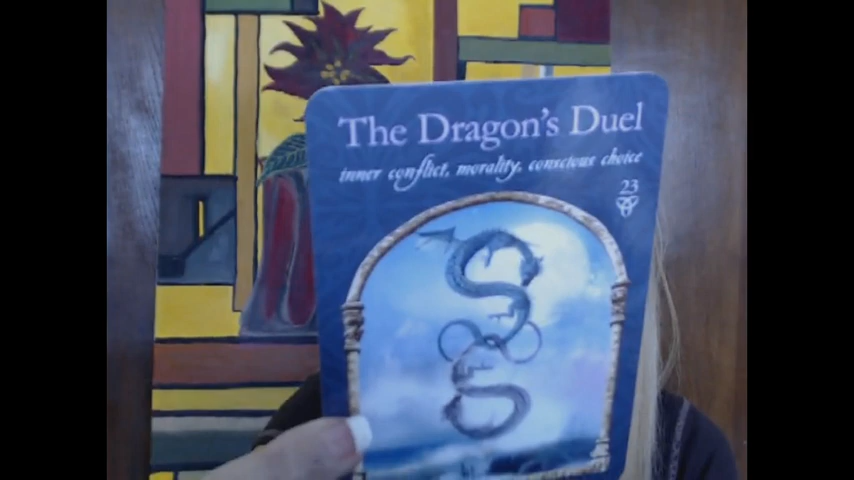 The Dragon's Duel
inner conflict, morality, conscious choice
23